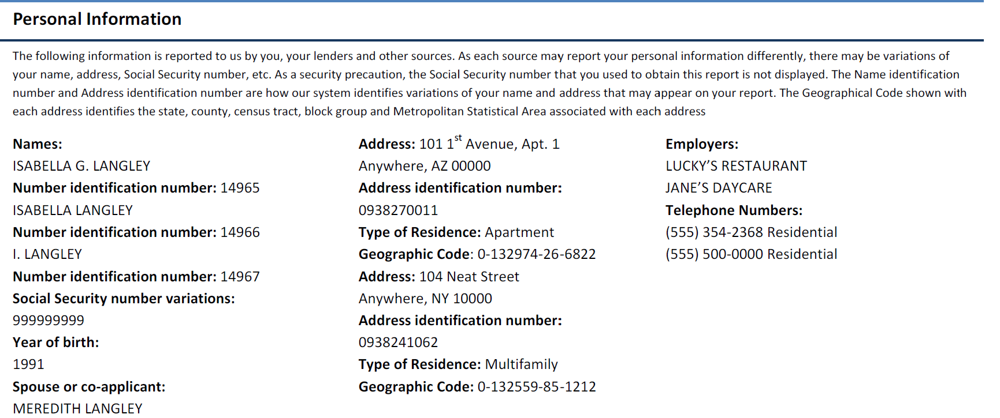 Personal Information
The following information is reported to us by you, your lenders and other sources. As each source may report your personal information differently, there may be variations of
your name, address, Social Security number, etc. As a security precaution, the Social Security number that you used to obtain this report is not displayed. The Name identification
number and Address identification number are how our system identifies variations of your name and address that may appear on your report. The Geographical Code shown with
each address identifies the state, county, census tract, block group and Metropolitan Statistical Area associated with each address
Names:
ISABELLA G. LANGLEY
Number identification number: 14965
ISABELLA LANGLEY
Number identification number: 14966
I. LANGLEY
Number identification number: 14967
Social Security number variations:
999999999
Year of birth:
1991
Spouse or co-applicant:
MEREDITH LANGLEY
Address: 101 1st Avenue, Apt. 1
Anywhere, AZ 00000
Address identification number:
0938270011
Type of Residence: Apartment
Geographic Code: 0-132974-26-6822
Address: 104 Neat Street
Anywhere, NY 10000
Address identification number:
0938241062
Type of Residence: Multifamily
Geographic Code: 0-132559-85-1212
Employers:
LUCKY’S RESTAURANT
JANE’S DAYCARE
Telephone Numbers:
(555) 354-2368 Residential
(555) 500-0000 Residential